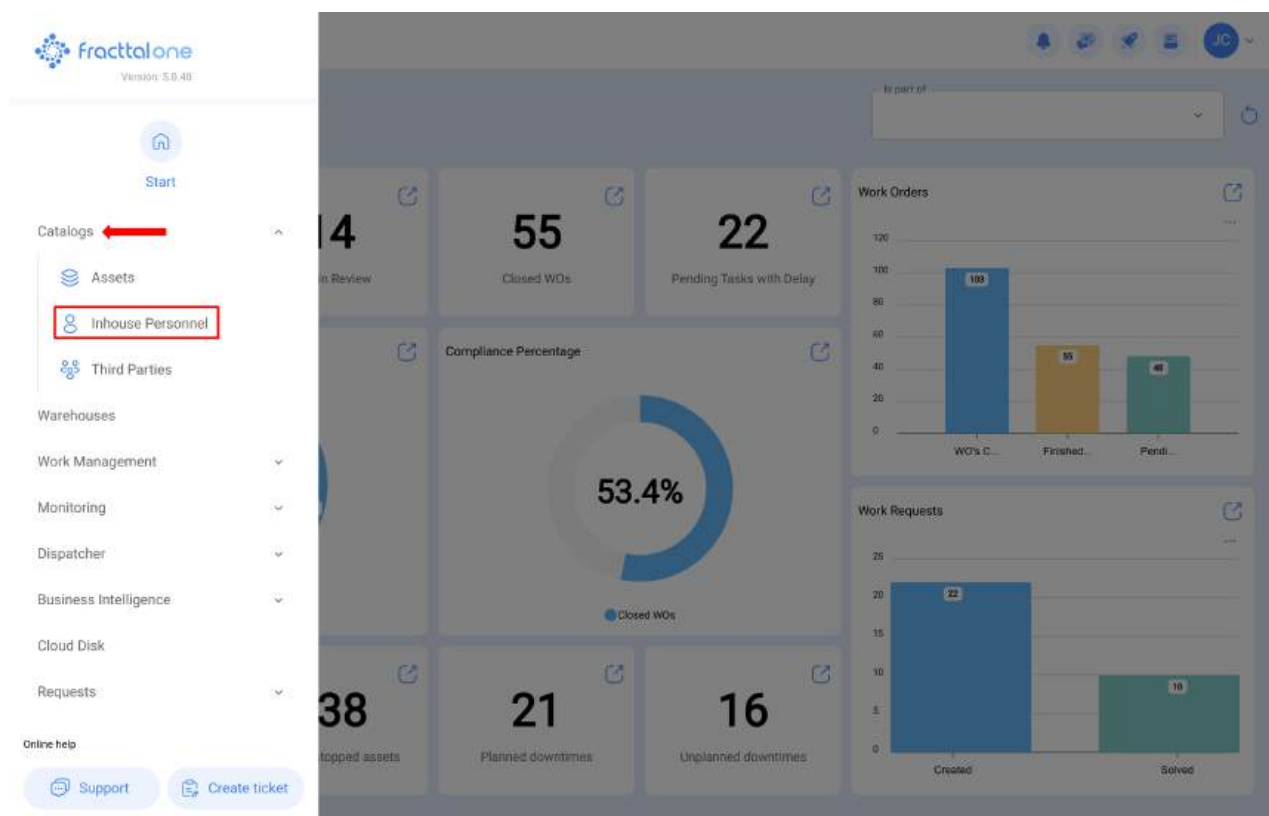 fracttalone
Version: 5.0.48
JC
Is part of
Start
Catalogs
Assets
Inhouse Personnel
Third Parties
Warehouses
Work Management
Monitoring
Dispatcher
Business Intelligence
Cloud Disk
Requests
Online help
Support
Create ticket
14
in Review
55
Closed WOs
22
Pending Tasks with Delay
Work Orders
...
120
100
80
60
40
20
0
103
55
48
WO's C...
Finished...
Pendi...
Compliance Percentage
53.4%
Closed WOs
Work Requests
...
25
20
15
10
5
0
22
10
Created
Solved
38
topped assets
21
Planned downtimes
16
Unplanned downtimes